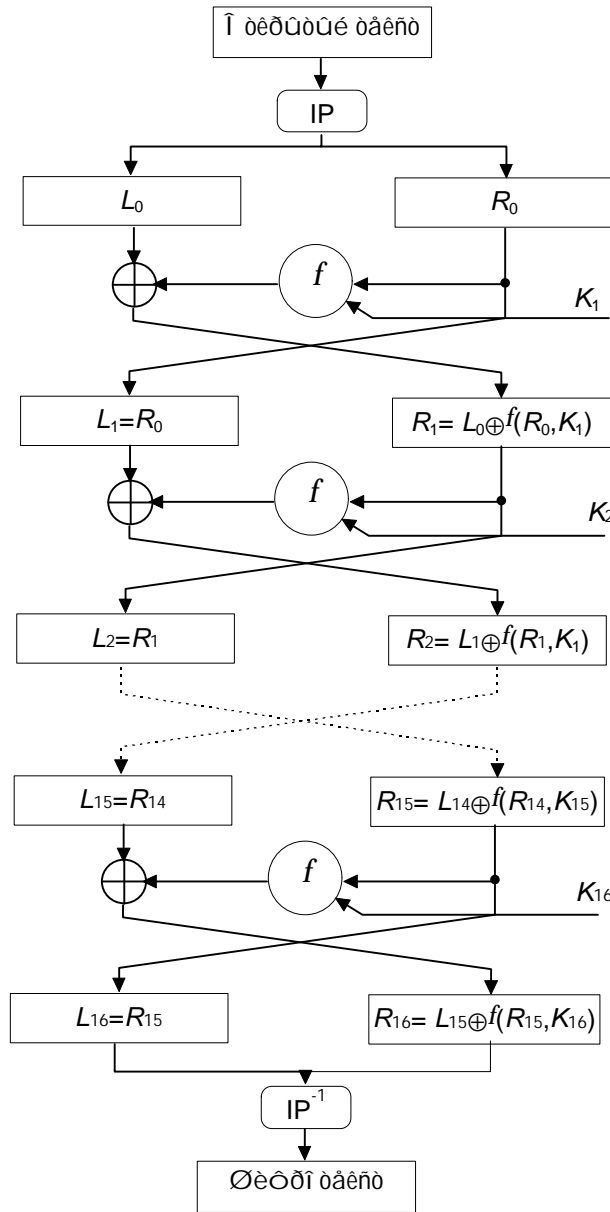 Î òêðûòûé òåêñò
IP
L₀
R₀
f
K₁
L₁=R₀
R₁= L₀⊕f(R₀,K₁)
f
K₂
L₂=R₁
R₂= L₁⊕f(R₁,K₁)
L₁₅=R₁₄
R₁₅= L₁₄⊕f(R₁₄,K₁₅)
f
K₁₆
L₁₆=R₁₅
R₁₆= L₁₅⊕f(R₁₅,K₁₆)
IP⁻¹
Øèôðî òåêñò